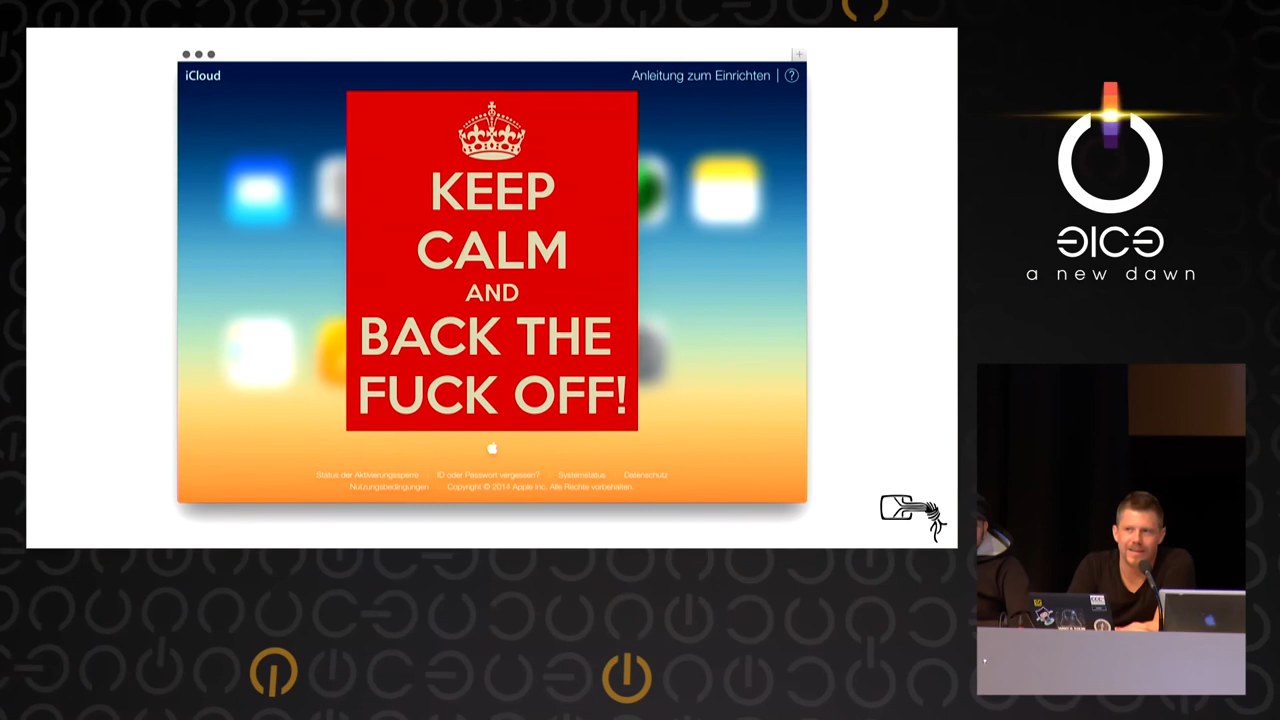 iCloud
Anleitung zum Einrichten | ?
KEEP
CALM
AND
BACK THE
FUCK OFF!
Status der Aktivierungssperre ID oder Passwort vergessen? Systemstatus Datenschutz
Nutzungsbedingungen Copyright © 2014 Apple Inc. Alle Rechte vorbehalten.
a new dawn